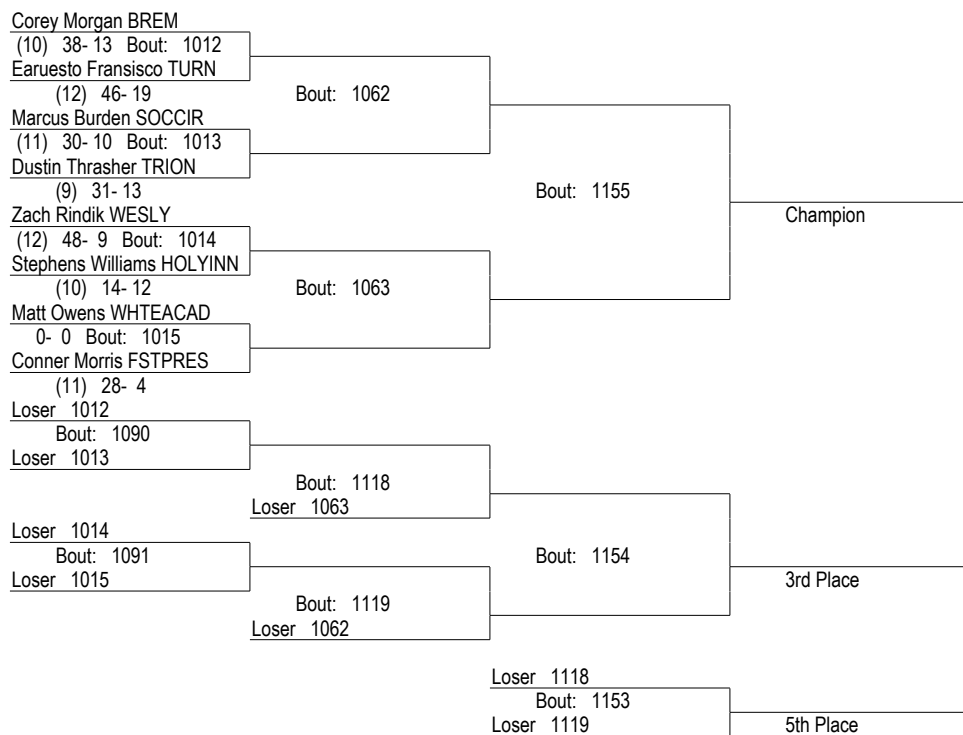 Corey Morgan BREM
(10) 38- 13 Bout: 1012
Earuesto Fransisco TURN
(12) 46- 19
Bout: 1062
Marcus Burden SOCCIR
(11) 30- 10 Bout: 1013
Dustin Thrasher TRION
(9) 31- 13
Bout: 1155
Zach Rindik WESLY
Champion
(12) 48- 9 Bout: 1014
Stephens Williams HOLYINN
(10) 14- 12
Bout: 1063
Matt Owens WHTEACAD
0- 0 Bout: 1015
Conner Morris FSTPRES
(11) 28- 4
Loser 1012
Bout: 1090
Loser 1013
Bout: 1118
Loser 1063
Loser 1014
Bout: 1091
Bout: 1154
Loser 1015
3rd Place
Bout: 1119
Loser 1062
Loser 1118
Bout: 1153
Loser 1119
5th Place